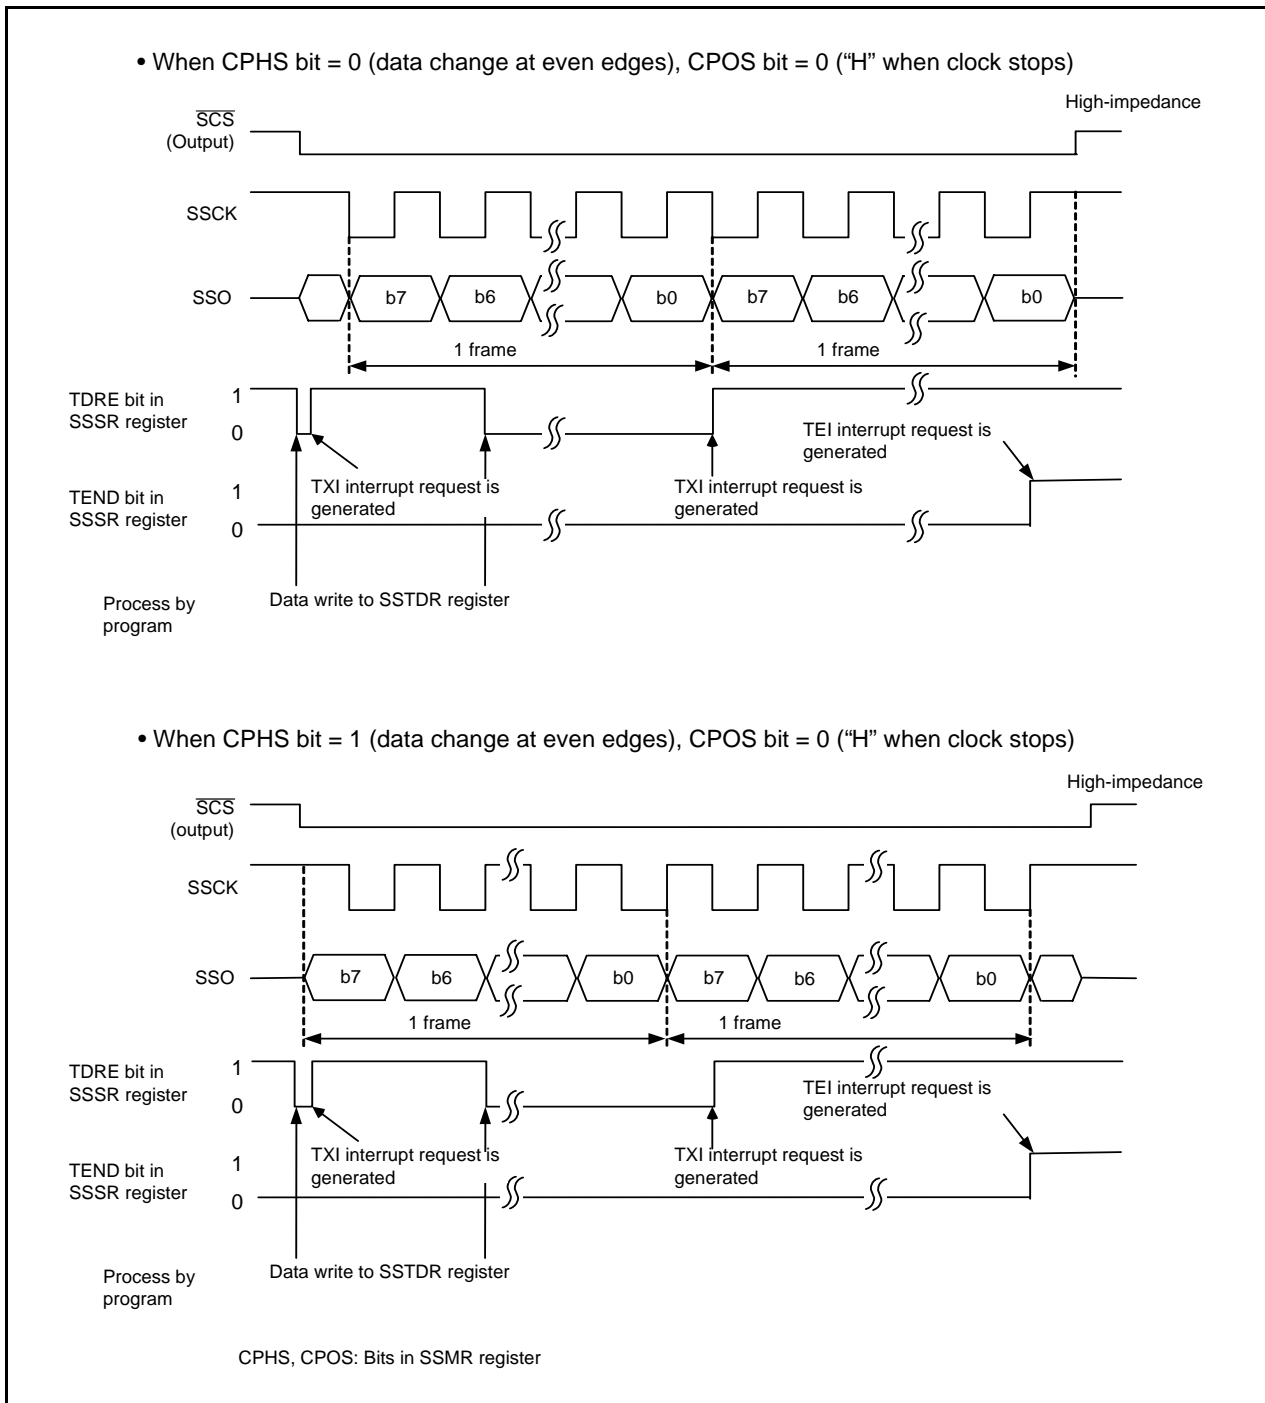 • When CPHS bit = 0 (data change at even edges), CPOS bit = 0 (“H” when clock stops)
High-impedance
SCS
(Output)
SSCK
SSO
b7
b6
b0
b7
b6
b0
1 frame
1 frame
TDRE bit in
SSSR register
1
0
TEI interrupt request is
generated
TXI interrupt request is
generated
TXI interrupt request is
generated
TEND bit in
SSSR register
1
0
Process by
program
Data write to SSTDR register
• When CPHS bit = 1 (data change at even edges), CPOS bit = 0 (“H” when clock stops)
High-impedance
SCS
(output)
SSCK
SSO
b7
b6
b0
b7
b6
b0
1 frame
1 frame
TDRE bit in
SSSR register
1
0
TEI interrupt request is
generated
TXI interrupt request is
generated
TXI interrupt request is
generated
TEND bit in
SSSR register
1
0
Process by
program
Data write to SSTDR register
CPHS, CPOS: Bits in SSMR register